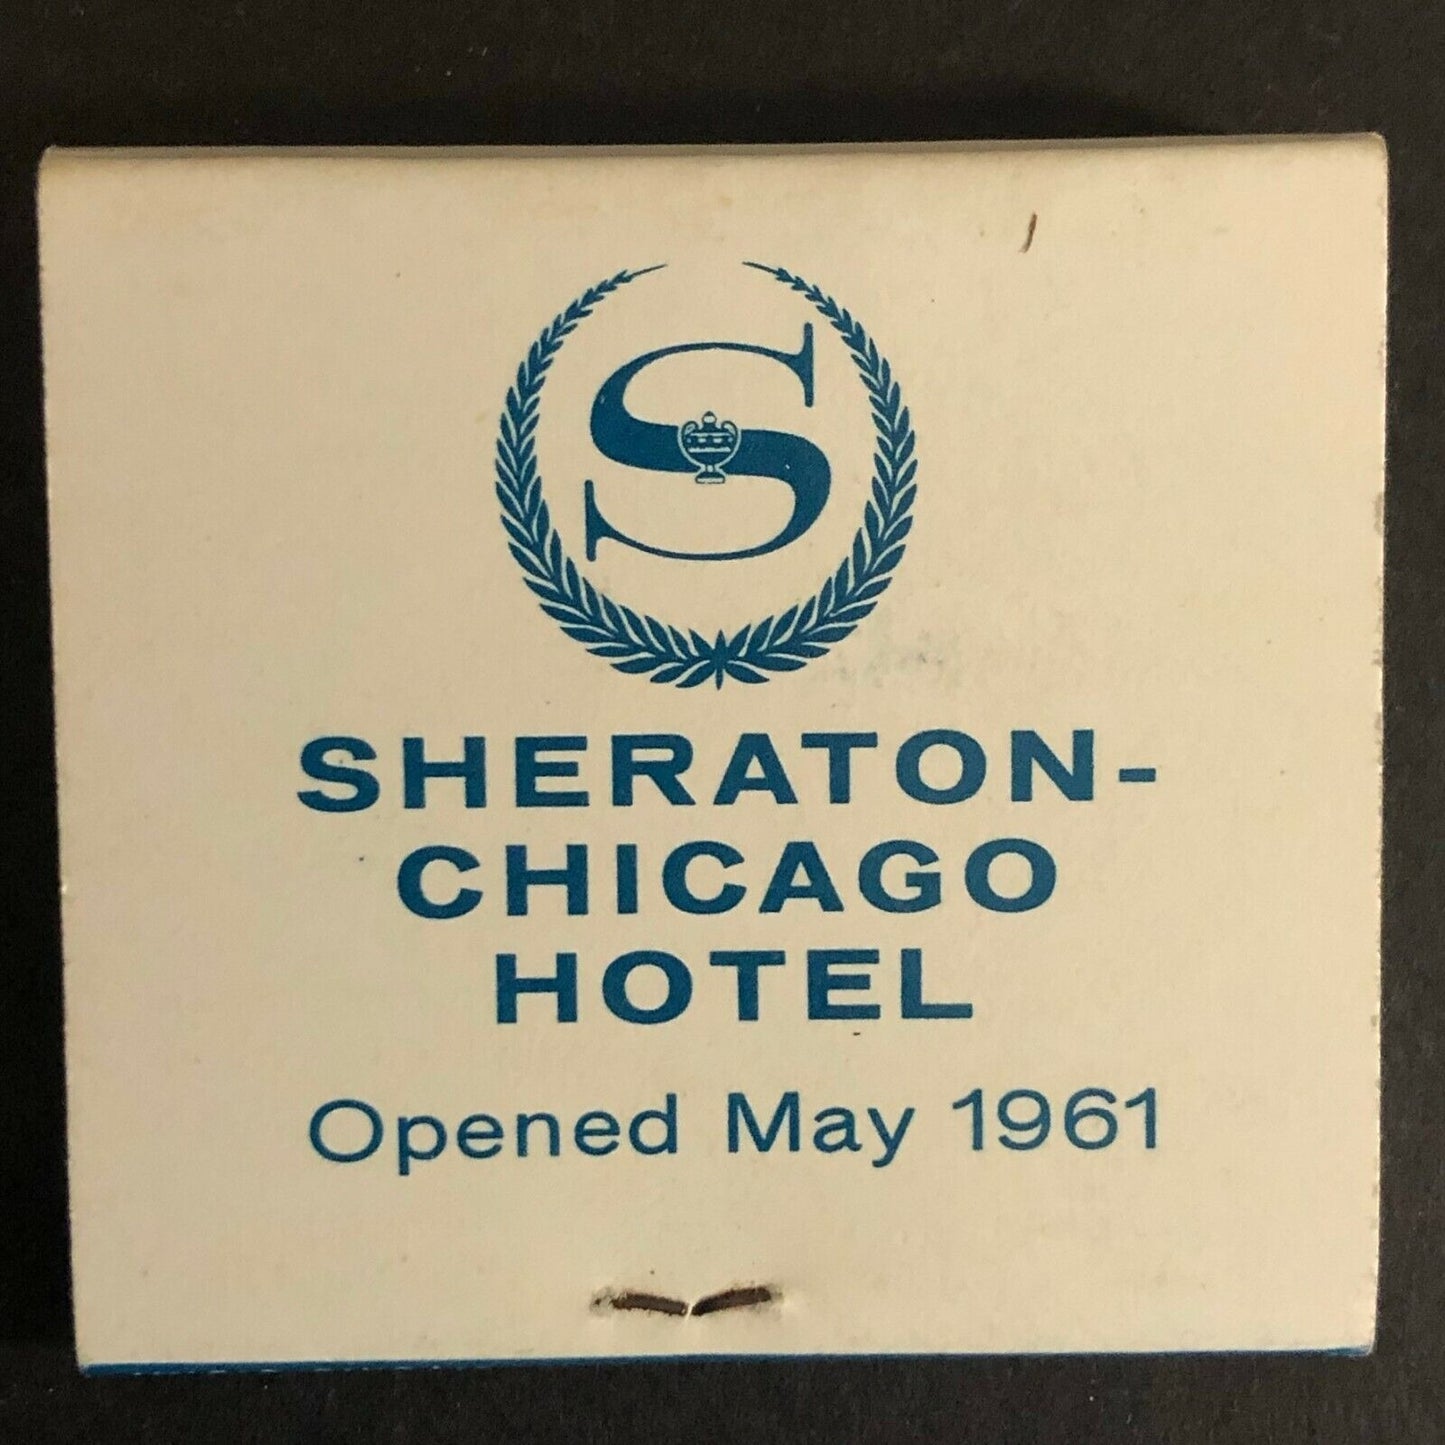 S
SHERATON-
CHICAGO
HOTEL
Opened May 1961